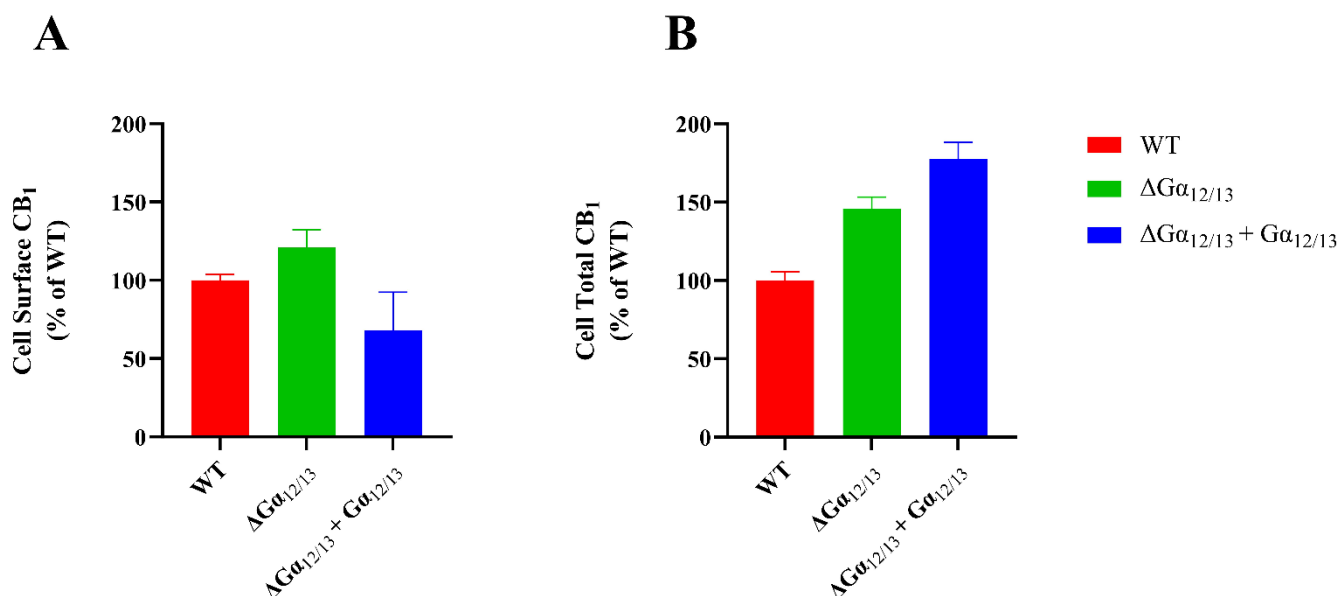 A
B
Cell Surface CB₁
(% of WT)
200
150
100
50
0
WT
ΔGα₁₂/₁₃
ΔGα₁₂/₁₃ + Gα₁₂/₁₃
Cell Total CB₁
(% of WT)
200
150
100
50
0
WT
ΔGα₁₂/₁₃
ΔGα₁₂/₁₃ + Gα₁₂/₁₃
WT
ΔGα₁₂/₁₃
ΔGα₁₂/₁₃ + Gα₁₂/₁₃